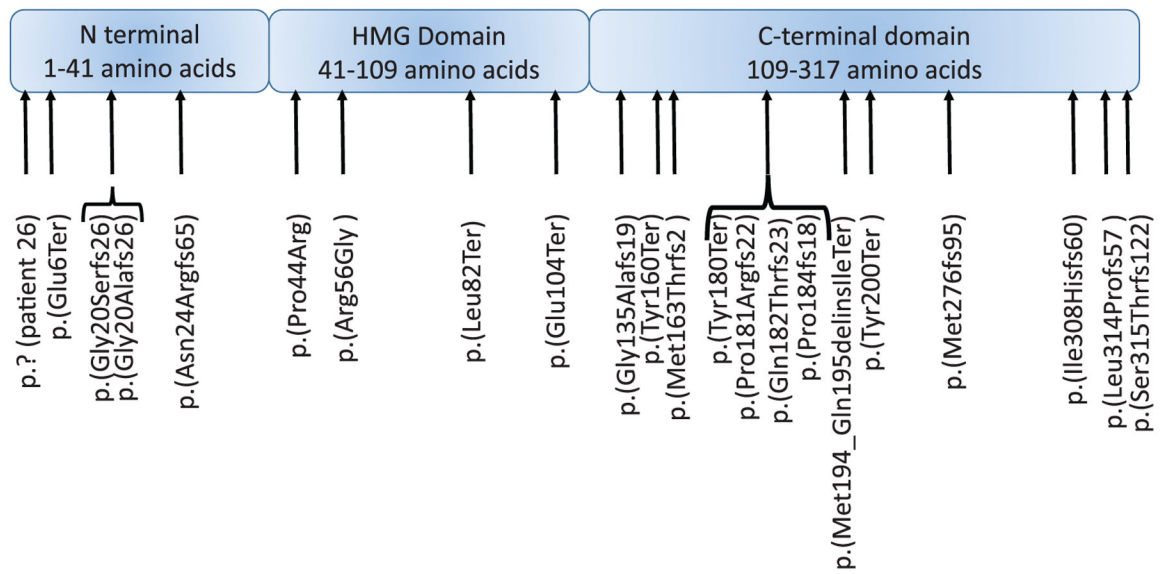 N terminal
1-41 amino acids
HMG Domain
41-109 amino acids
C-terminal domain
109-317 amino acids
p.? (patient 26)
p.(Glu6Ter)
p.(Gly20Serfs26)
p.(Gly20Alafs26)
p.(Asn24Argfs65)
p.(Pro44Arg)
p.(Arg56Gly )
p.(Leu82Ter)
p.(Glu104Ter)
p.(Gly135Alafs19)
p.(Tyr160Ter)
p.(Met163Thrfs2 )
p.(Tyr180Ter)
p.(Pro181Argfs22)
p.(Gln182Thrfs23)
p.(Pro184fs18)
p.(Met194_Gln195delinsIleTer)
p.(Tyr200Ter )
p.(Met276fs95)
p.(Ile308Hisfs60)
p.(Leu314Profs57)
p.(Ser315Thrfs122)